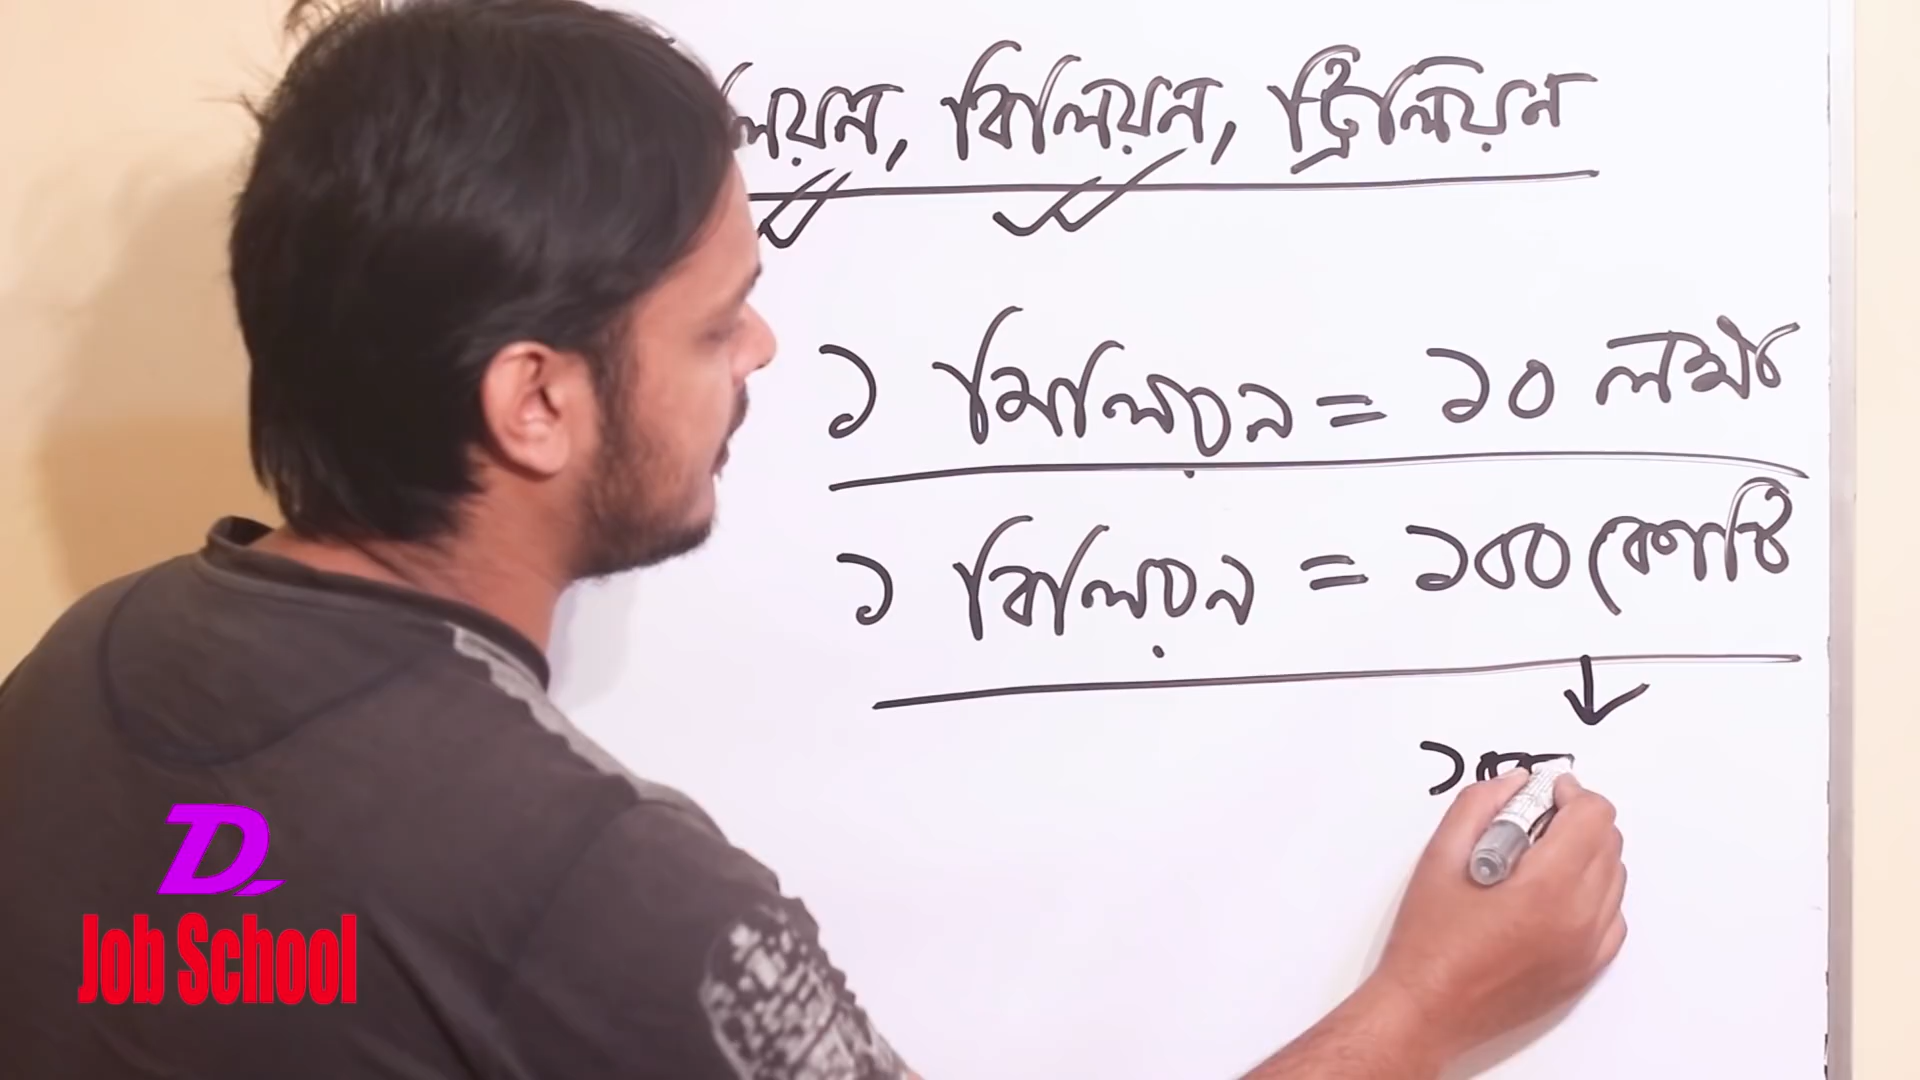 বিলিয়ন, ট্রিলিয়ন
১ মিলিয়ন = ১০ লক্ষ
১ বিলিয়ন = ১০০ কোটি
D
Job School